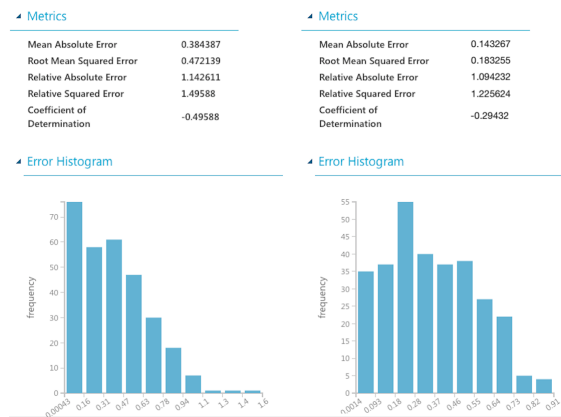 Metrics
Mean Absolute Error 0.384387
Root Mean Squared Error 0.472139
Relative Absolute Error 1.142611
Relative Squared Error 1.49588
Coefficient of
Determination -0.49588
Error Histogram
frequency
70
60
50
40
30
20
10
0
0.00043 0.16 0.31 0.47 0.63 0.78 0.94 1.1 1.3 1.4 1.6
Metrics
Mean Absolute Error 0.143267
Root Mean Squared Error 0.183255
Relative Absolute Error 1.094232
Relative Squared Error 1.225624
Coefficient of
Determination -0.29432
Error Histogram
frequency
55
50
45
40
35
30
25
20
15
10
5
0
0.0014 0.093 0.18 0.28 0.37 0.46 0.55 0.64 0.73 0.82 0.91